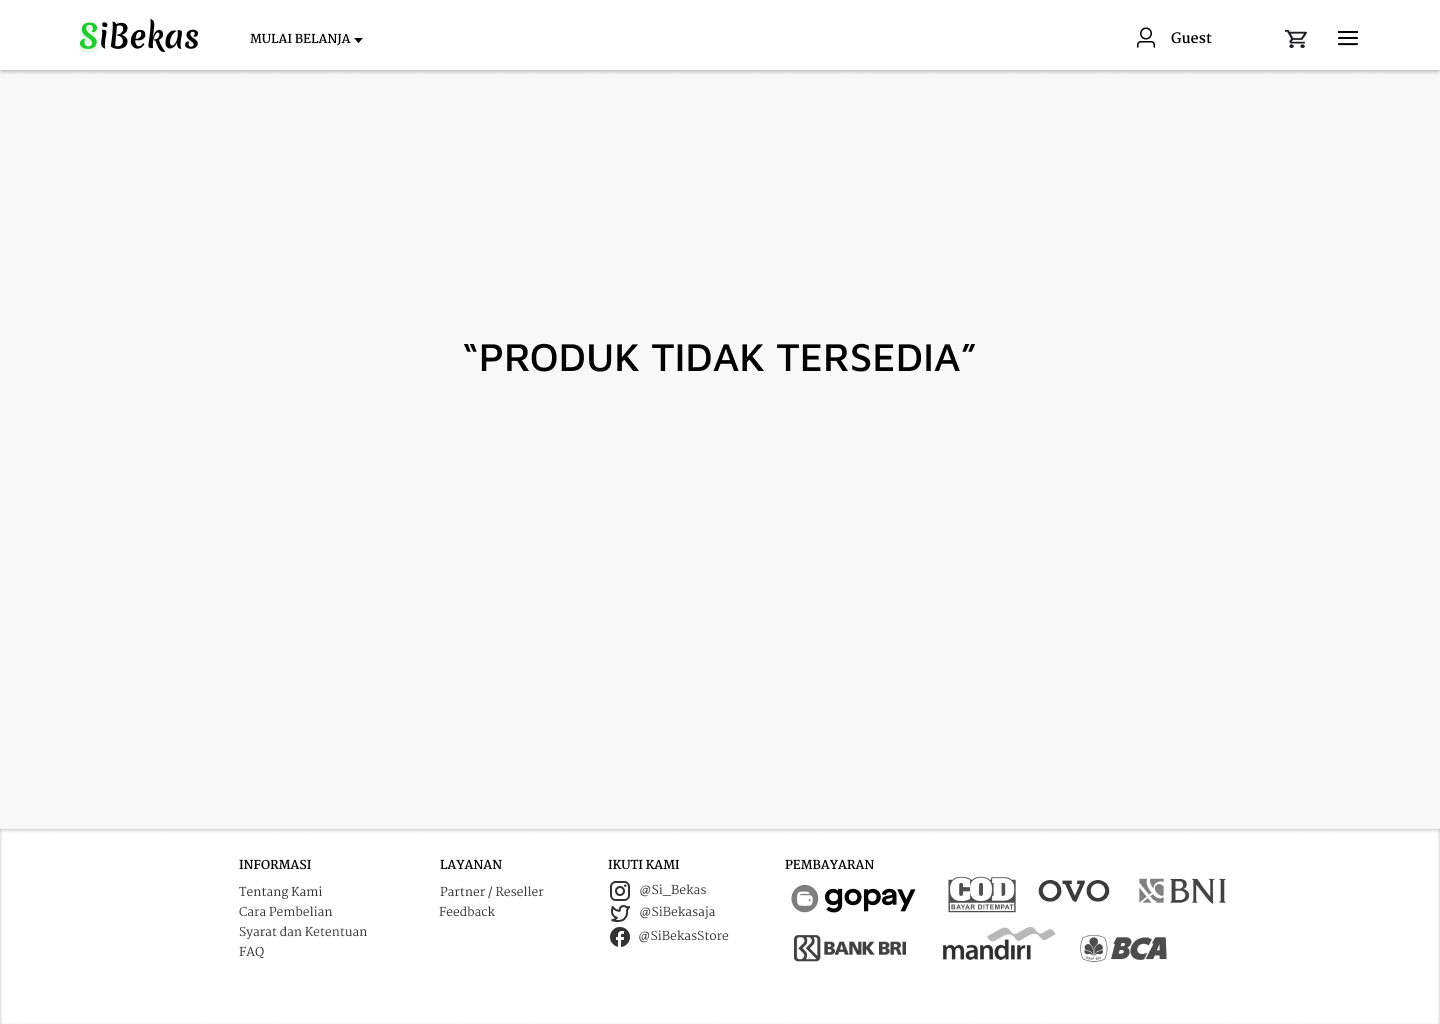 SiBekas
MULAI BELANJA
Guest
“PRODUK TIDAK TERSEDIA”
INFORMASI
Tentang Kami
Cara Pembelian
Syarat dan Ketentuan
FAQ
LAYANAN
Partner / Reseller
Feedback
IKUTI KAMI
@Si_Bekas
@SiBekasaja
@SiBekasStore
PEMBAYARAN
gopay
COD
BAYAR DITEMPAT
OVO
BNI
BANK BRI
mandiri
BCA